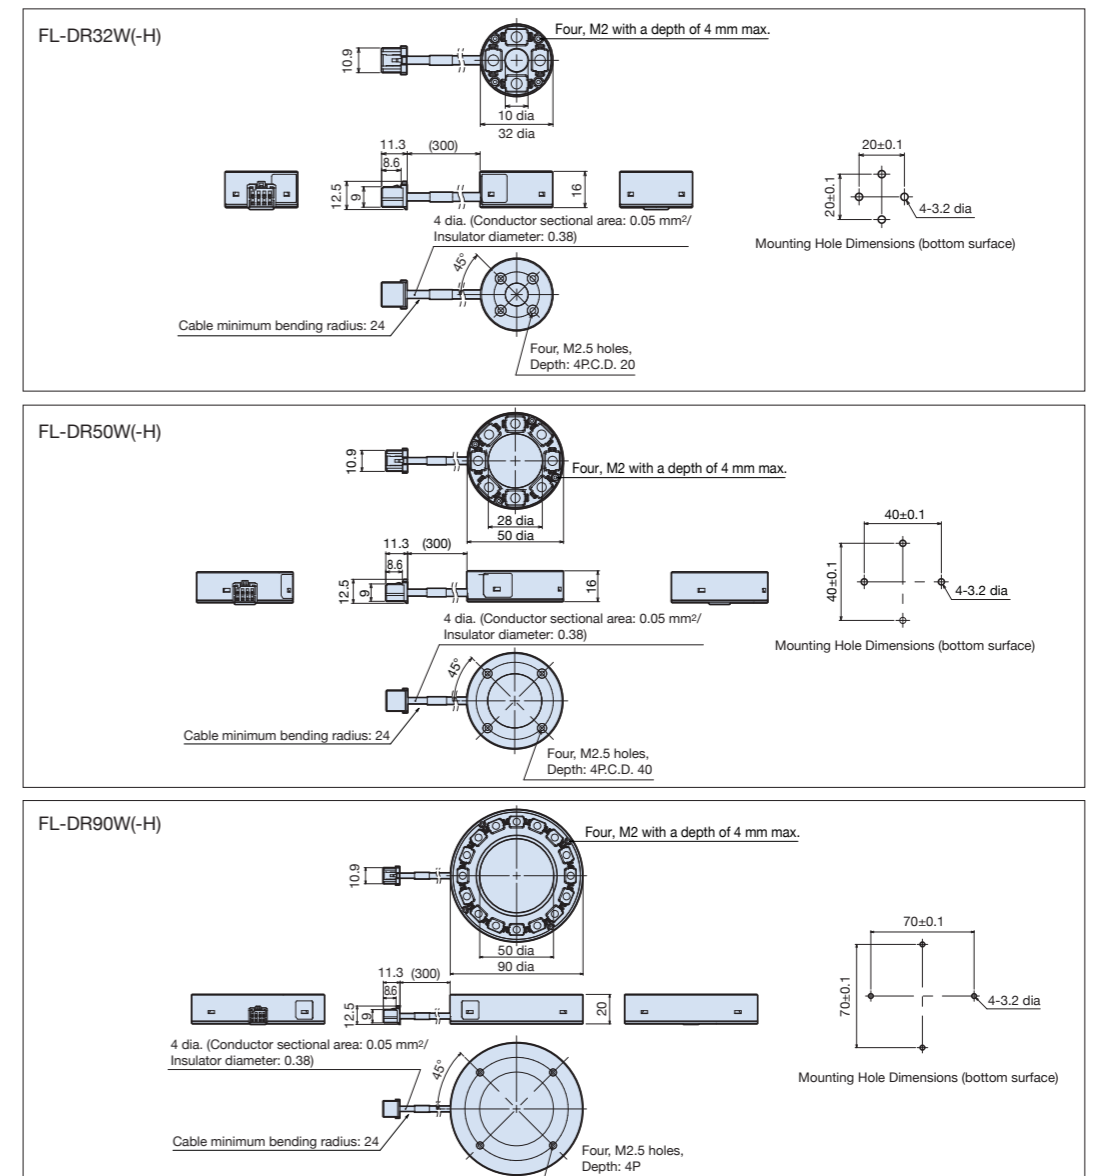 FL-DR32W(-H)
Four, M2 with a depth of 4 mm max.
10.9
10 dia
32 dia
11.3
(300)
8.6
12.5
9
16
20±0.1
20±0.1
4-3.2 dia
Mounting Hole Dimensions (bottom surface)
4 dia. (Conductor sectional area: 0.05 mm²/
Insulator diameter: 0.38)
45°
Cable minimum bending radius: 24
Four, M2.5 holes,
Depth: 4P.C.D. 20
FL-DR50W(-H)
10.9
Four, M2 with a depth of 4 mm max.
28 dia
50 dia
11.3
(300)
8.6
12.5
9
16
40±0.1
40±0.1
4-3.2 dia
Mounting Hole Dimensions (bottom surface)
4 dia. (Conductor sectional area: 0.05 mm²/
Insulator diameter: 0.38)
45°
Cable minimum bending radius: 24
Four, M2.5 holes,
Depth: 4P.C.D. 40
FL-DR90W(-H)
Four, M2 with a depth of 4 mm max.
10.9
50 dia
90 dia
11.3
(300)
8.6
12.5
9
20
70±0.1
70±0.1
4-3.2 dia
Mounting Hole Dimensions (bottom surface)
4 dia. (Conductor sectional area: 0.05 mm²/
Insulator diameter: 0.38)
45°
Cable minimum bending radius: 24
Four, M2.5 holes,
Depth: 4P